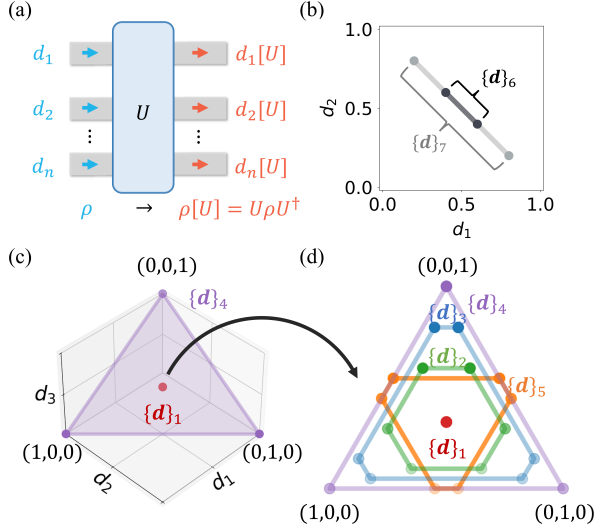 (a)
d₁ d₁[U]
d₂ U d₂[U]
⋮ ⋮
dₙ dₙ[U]
ρ → ρ[U] = UρU†
(b)
1.0
0.5
0.0
d₂
{d}₆
{d}₇
0.0 0.5 1.0
d₁
(c)
(0,0,1)
{d}₄
d₃
{d}₁
(1,0,0) (0,1,0)
d₂ d₁
(d)
(0,0,1)
{d}₄
{d}₃
{d}₂
{d}₅
{d}₁
(1,0,0) (0,1,0)